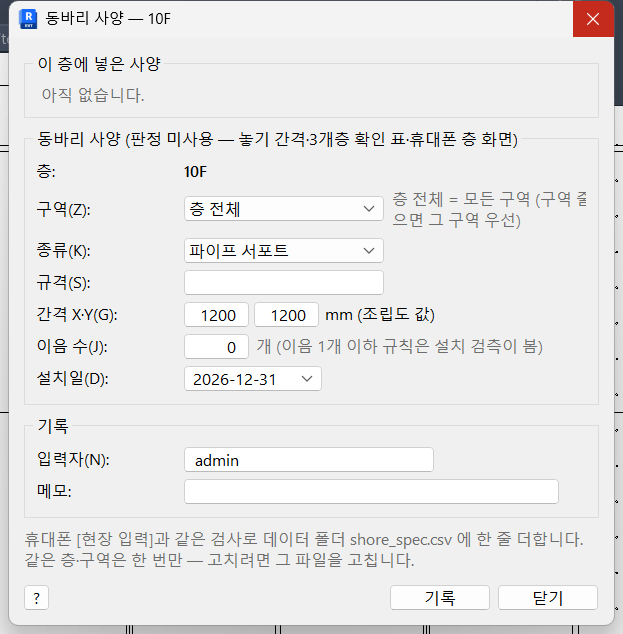 동바리 사양 — 10F
이 층에 넣은 사양
아직 없습니다.
동바리 사양 (판정 미사용 — 놓기 간격·3개층 확인 표·휴대폰 층 화면)
층: 10F
구역(Z): 층 전체
층 전체 = 모든 구역 (구역 줄
으면 그 구역 우선)
종류(K): 파이프 서포트
규격(S):
간격 X·Y(G): 1200 1200 mm (조립도 값)
이음 수(J): 0 개 (이음 1개 이하 규칙은 설치 검측이 봄)
설치일(D): 2026-12-31
기록
입력자(N): admin
메모:
휴대폰 [현장 입력]과 같은 검사로 데이터 폴더 shore_spec.csv 에 한 줄 더합니다.
같은 층·구역은 한 번만 — 고치려면 그 파일을 고칩니다.
? 기록 닫기